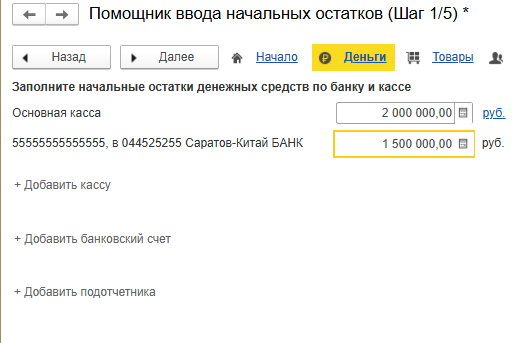 Помощник ввода начальных остатков (Шаг 1/5) *
Назад Далее Начало Деньги Товары
Заполните начальные остатки денежных средств по банку и кассе
Основная касса 2 000 000,00 руб.
55555555555555, в 044525255 Саратов-Китай БАНК 1 500 000,00 руб.
+ Добавить кассу
+ Добавить банковский счет
+ Добавить подотчетника